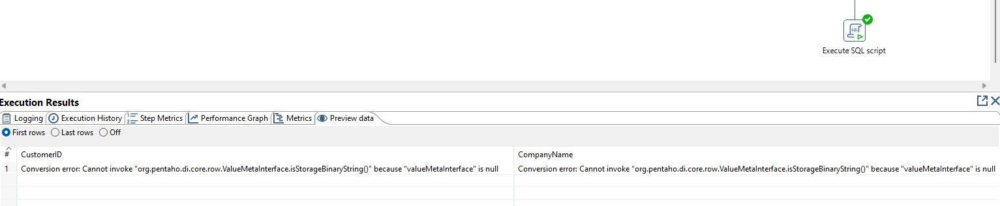 SQL
Execute SQL script
Execution Results
Logging Execution History Step Metrics Performance Graph Metrics Preview data
First rows Last rows Off
# CustomerID CompanyName
1 Conversion error: Cannot invoke "org.pentaho.di.core.row.ValueMetaInterface.isStorageBinaryString()" because "valueMetaInterface" is null Conversion error: Cannot invoke "org.pentaho.di.core.row.ValueMetaInterface.isStorageBinaryString()" because "valueMetaInterface" is null